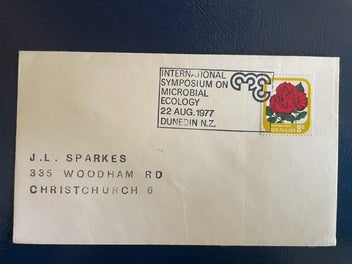 INTERNATIONAL
SYMPOSIUM ON
MICROBIAL
ECOLOGY
22 AUG.1977
DUNEDIN N.Z.
NEW ZEALAND 8c
J.L. SPARKES
335 WOODHAM RD
CHRISTCHURCH 6